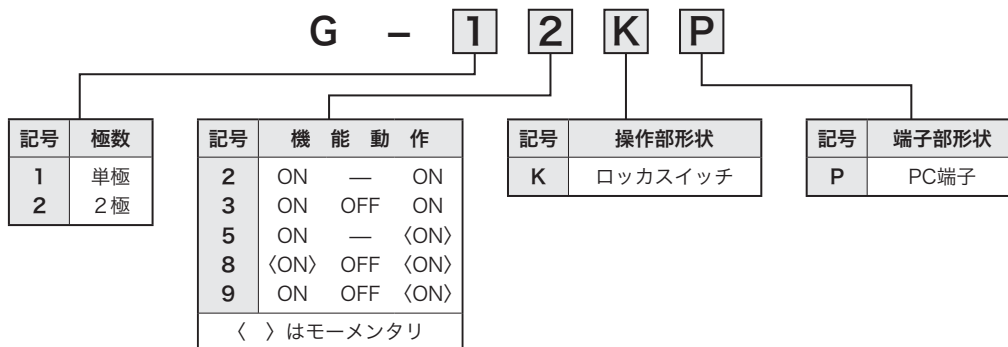 G － 1 2 K P
記号 極数
1 単極
2 2極
記号 機能動作
2 ON — ON
3 ON OFF ON
5 ON — 〈ON〉
8 〈ON〉 OFF 〈ON〉
9 ON OFF 〈ON〉
〈 〉はモーメンタリ
記号 操作部形状
K ロッカスイッチ
記号 端子部形状
P PC端子